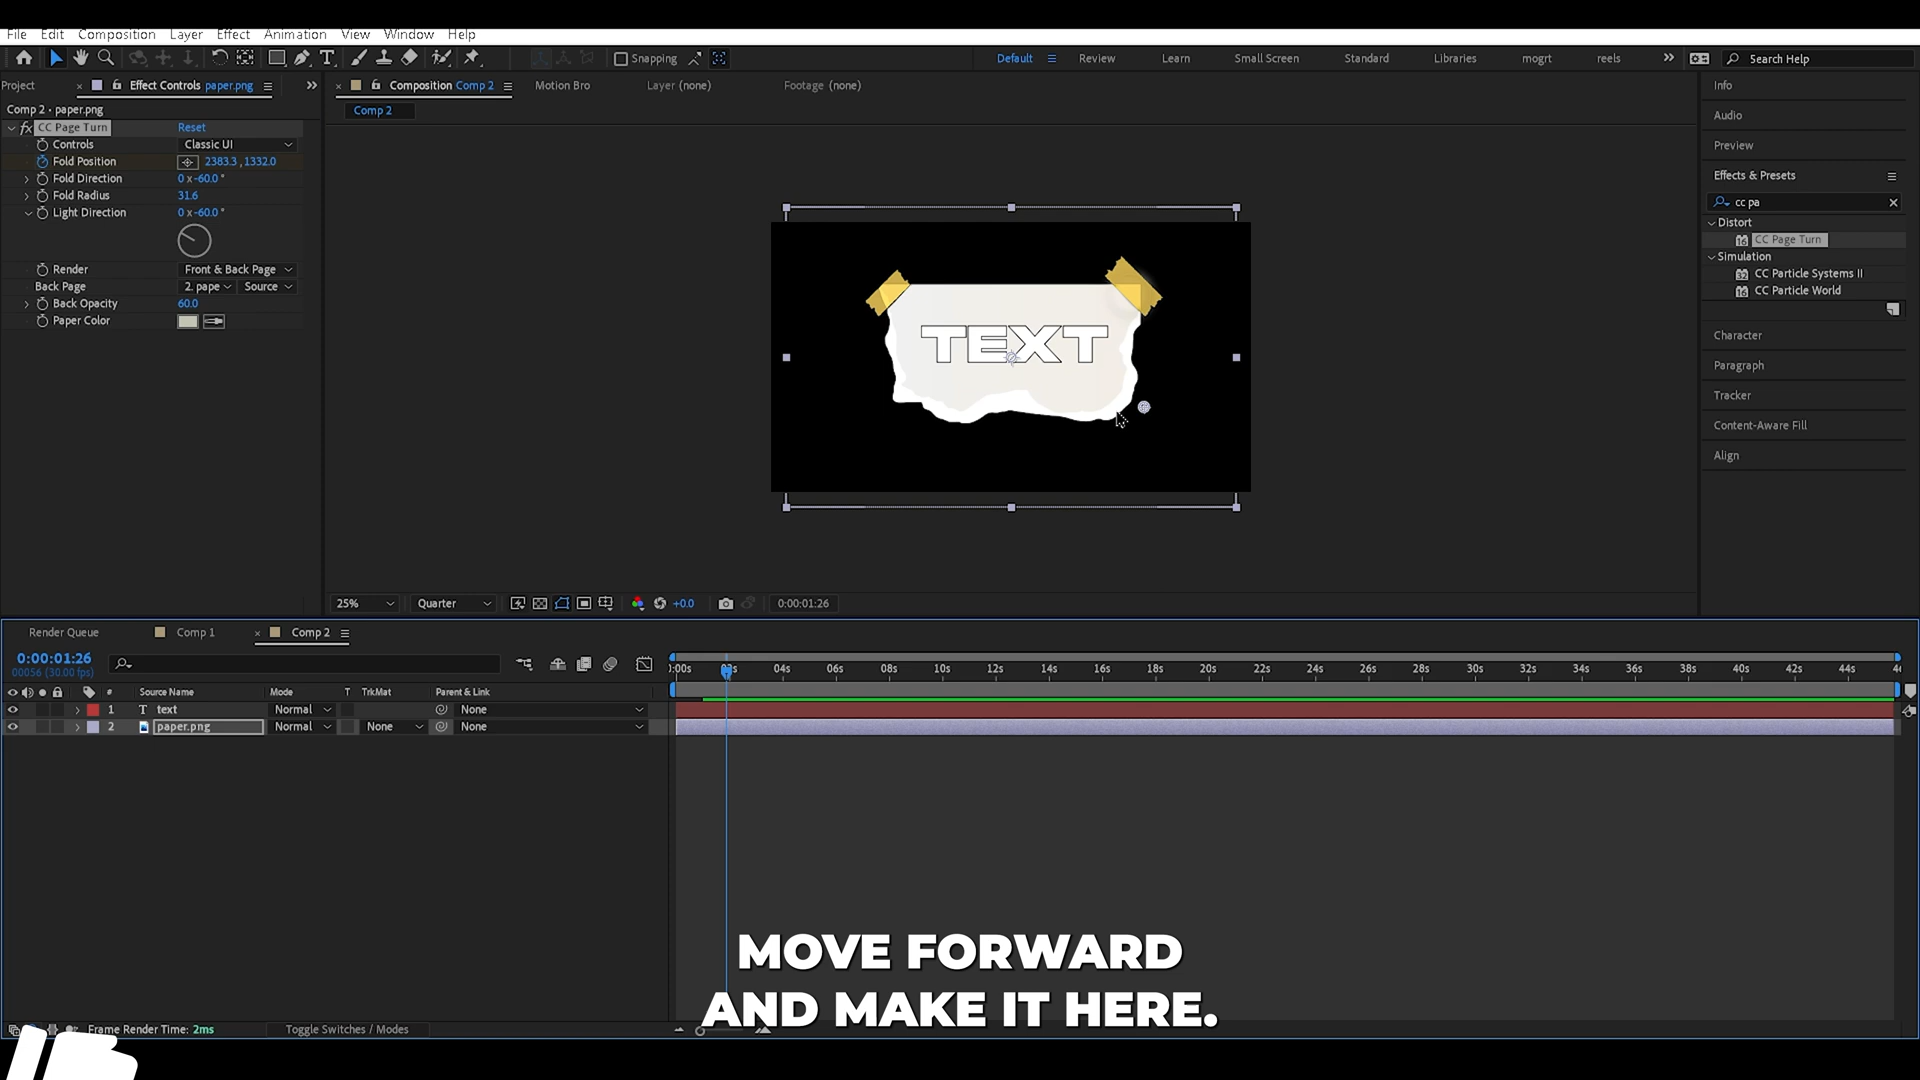 File Edit Composition Layer Effect Animation View Window Help
Snapping Default Review Learn Small Screen Standard Libraries mogrt reels Search Help
Project Effect Controls paper.png
Composition Comp 2 Motion Bro Layer (none) Footage (none)
Comp 2
Comp 2 • paper.png
fx CC Page Turn Reset
Controls Classic UI
Fold Position 2383.3, 1332.0
Fold Direction 0 x -60.0 °
Fold Radius 31.6
Light Direction 0 x -60.0 °
Render Front & Back Page
Back Page 2. pape Source
Back Opacity 60.0
Paper Color
TEXT
Info
Audio
Preview
Effects & Presets
cc pa
Distort
16 CC Page Turn
Simulation
32 CC Particle Systems II
16 CC Particle World
Character
Paragraph
Tracker
Content-Aware Fill
Align
25% Quarter +0.0 0:00:01:26
Render Queue Comp 1 Comp 2
0:00:01:26
00056 (30.00 fps)
:00s 04s 06s 08s 10s 12s 14s 16s 18s 20s 22s 24s 26s 28s 30s 32s 34s 36s 38s 40s 42s 44s
# Source Name Mode T TrkMat Parent & Link
1 T text Normal None
2 paper.png Normal None None
MOVE FORWARD
AND MAKE IT HERE.
Frame Render Time: 2ms Toggle Switches / Modes